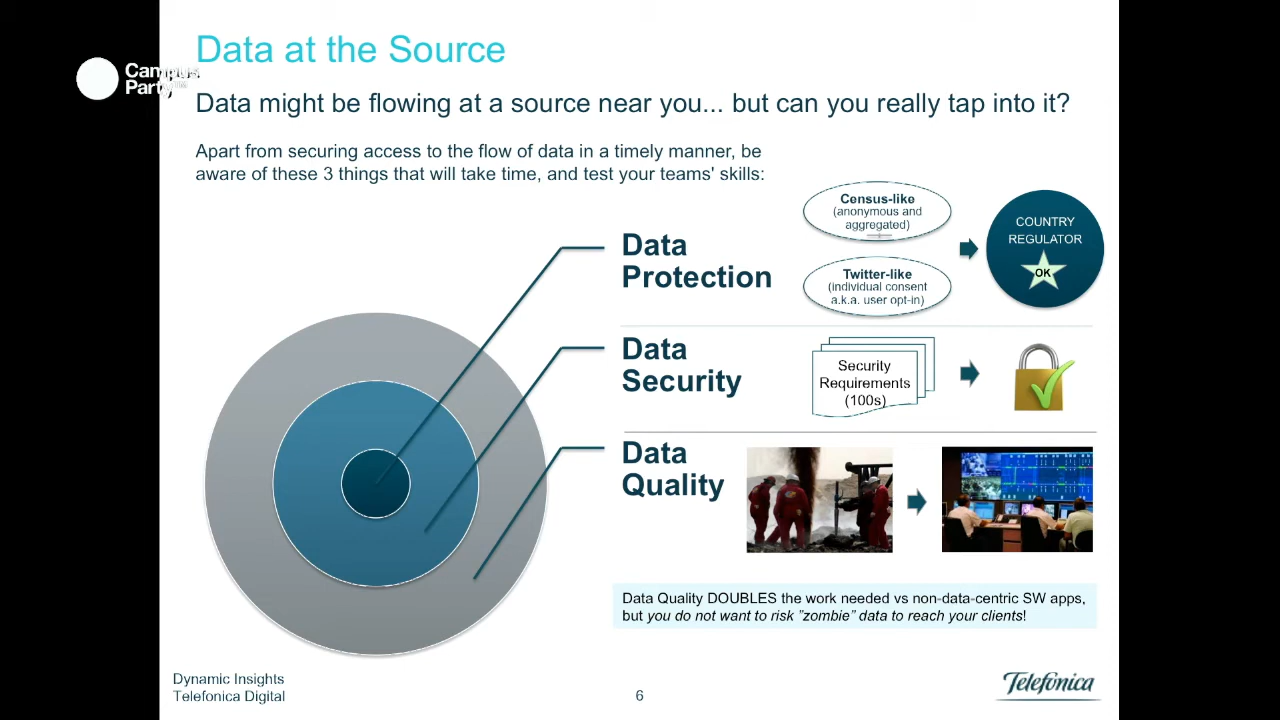 Data at the Source
Campus
Party
Data might be flowing at a source near you... but can you really tap into it?
Apart from securing access to the flow of data in a timely manner, be
aware of these 3 things that will take time, and test your teams' skills:
Data
Protection
Census-like
(anonymous and
aggregated)
Twitter-like
(individual consent
a.k.a. user opt-in)
COUNTRY
REGULATOR
OK
Data
Security
Security
Requirements
(100s)
Data
Quality
Data Quality DOUBLES the work needed vs non-data-centric SW apps,
but you do not want to risk "zombie" data to reach your clients!
Dynamic Insights
Telefonica Digital
6
Telefónica